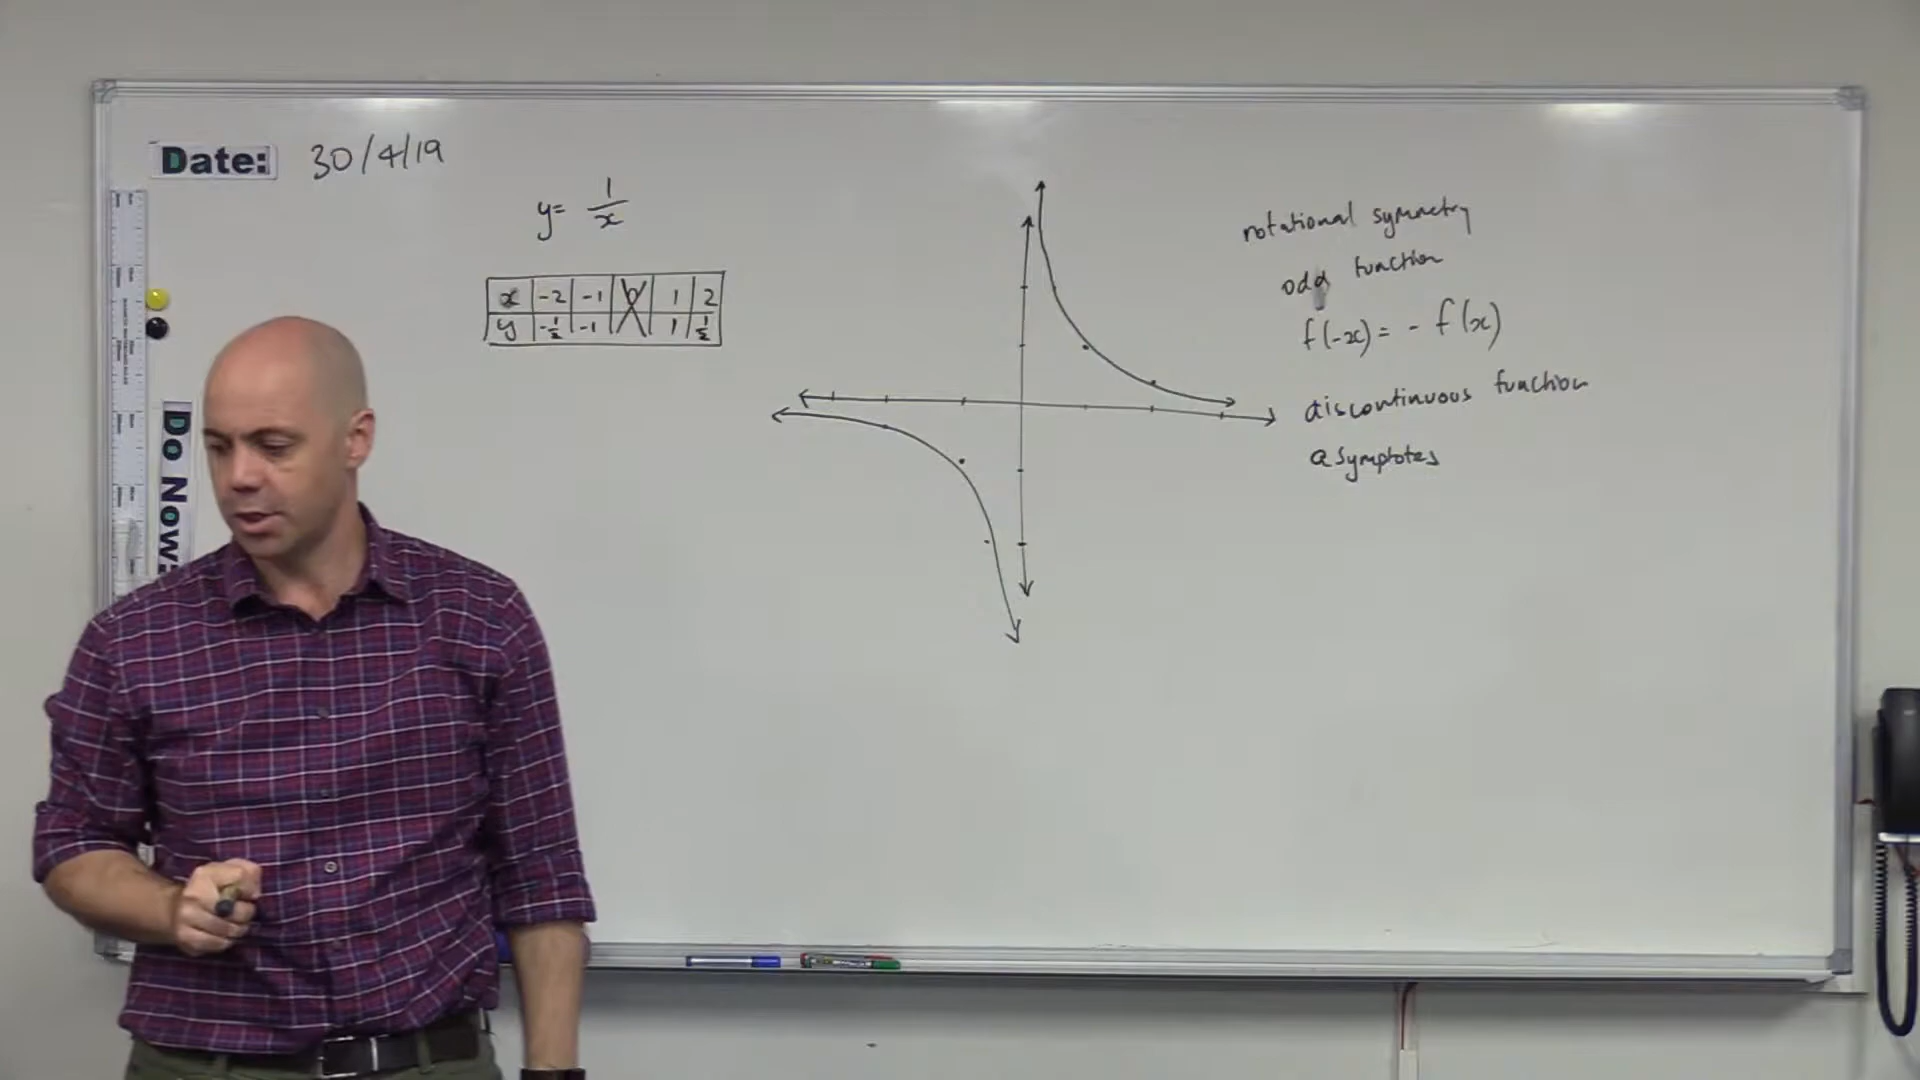 Date: 30/4/19
y= 1/x
x -2 -1 0 1 2
y -1/2 -1 1 1/2
rotational symmetry
odd function
f(-x) = - f(x)
discontinuous function
asymptotes
Do Now: